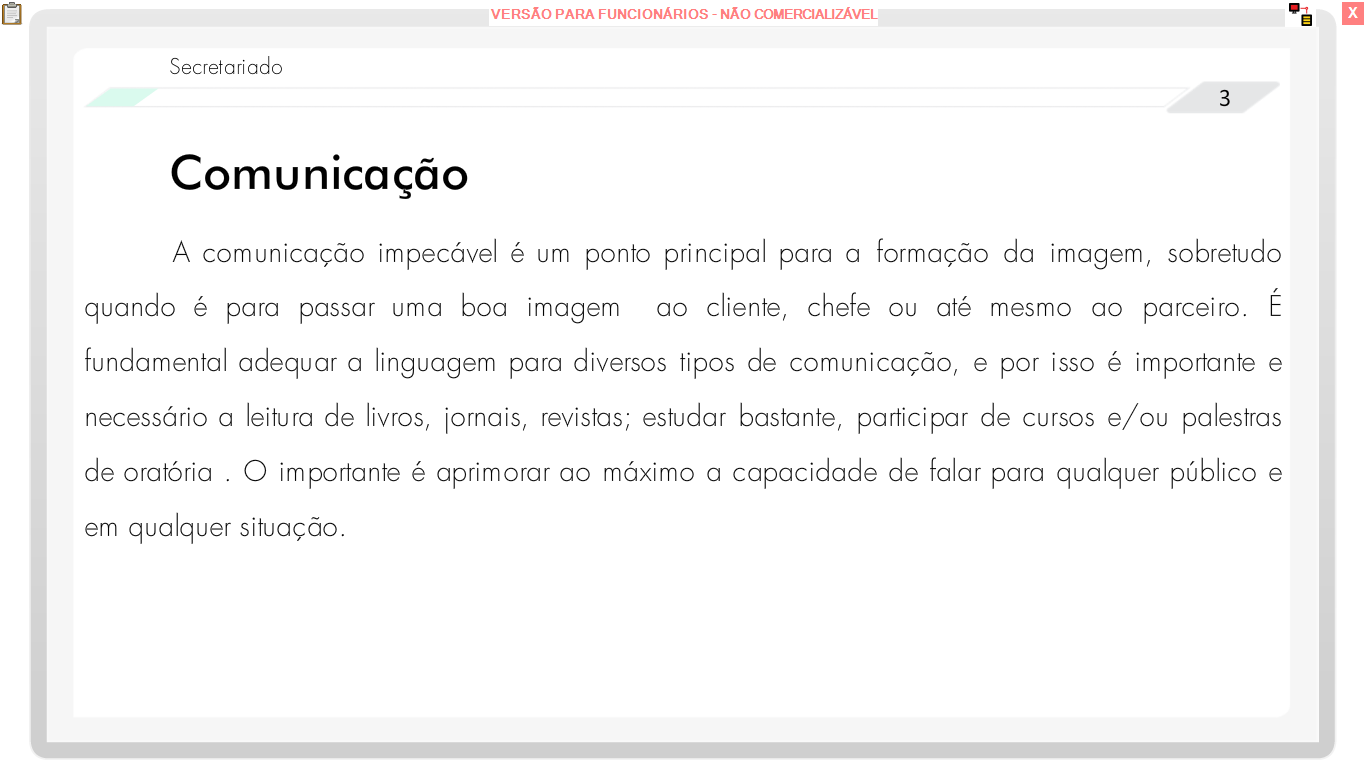 VERSÃO PARA FUNCIONÁRIOS - NÃO COMERCIALIZÁVEL
X
Secretariado
3
Comunicação
A comunicação impecável é um ponto principal para a formação da imagem, sobretudo
quando é para passar uma boa imagem ao cliente, chefe ou até mesmo ao parceiro. É
fundamental adequar a linguagem para diversos tipos de comunicação, e por isso é importante e
necessário a leitura de livros, jornais, revistas; estudar bastante, participar de cursos e/ou palestras
de oratória . O importante é aprimorar ao máximo a capacidade de falar para qualquer público e
em qualquer situação.